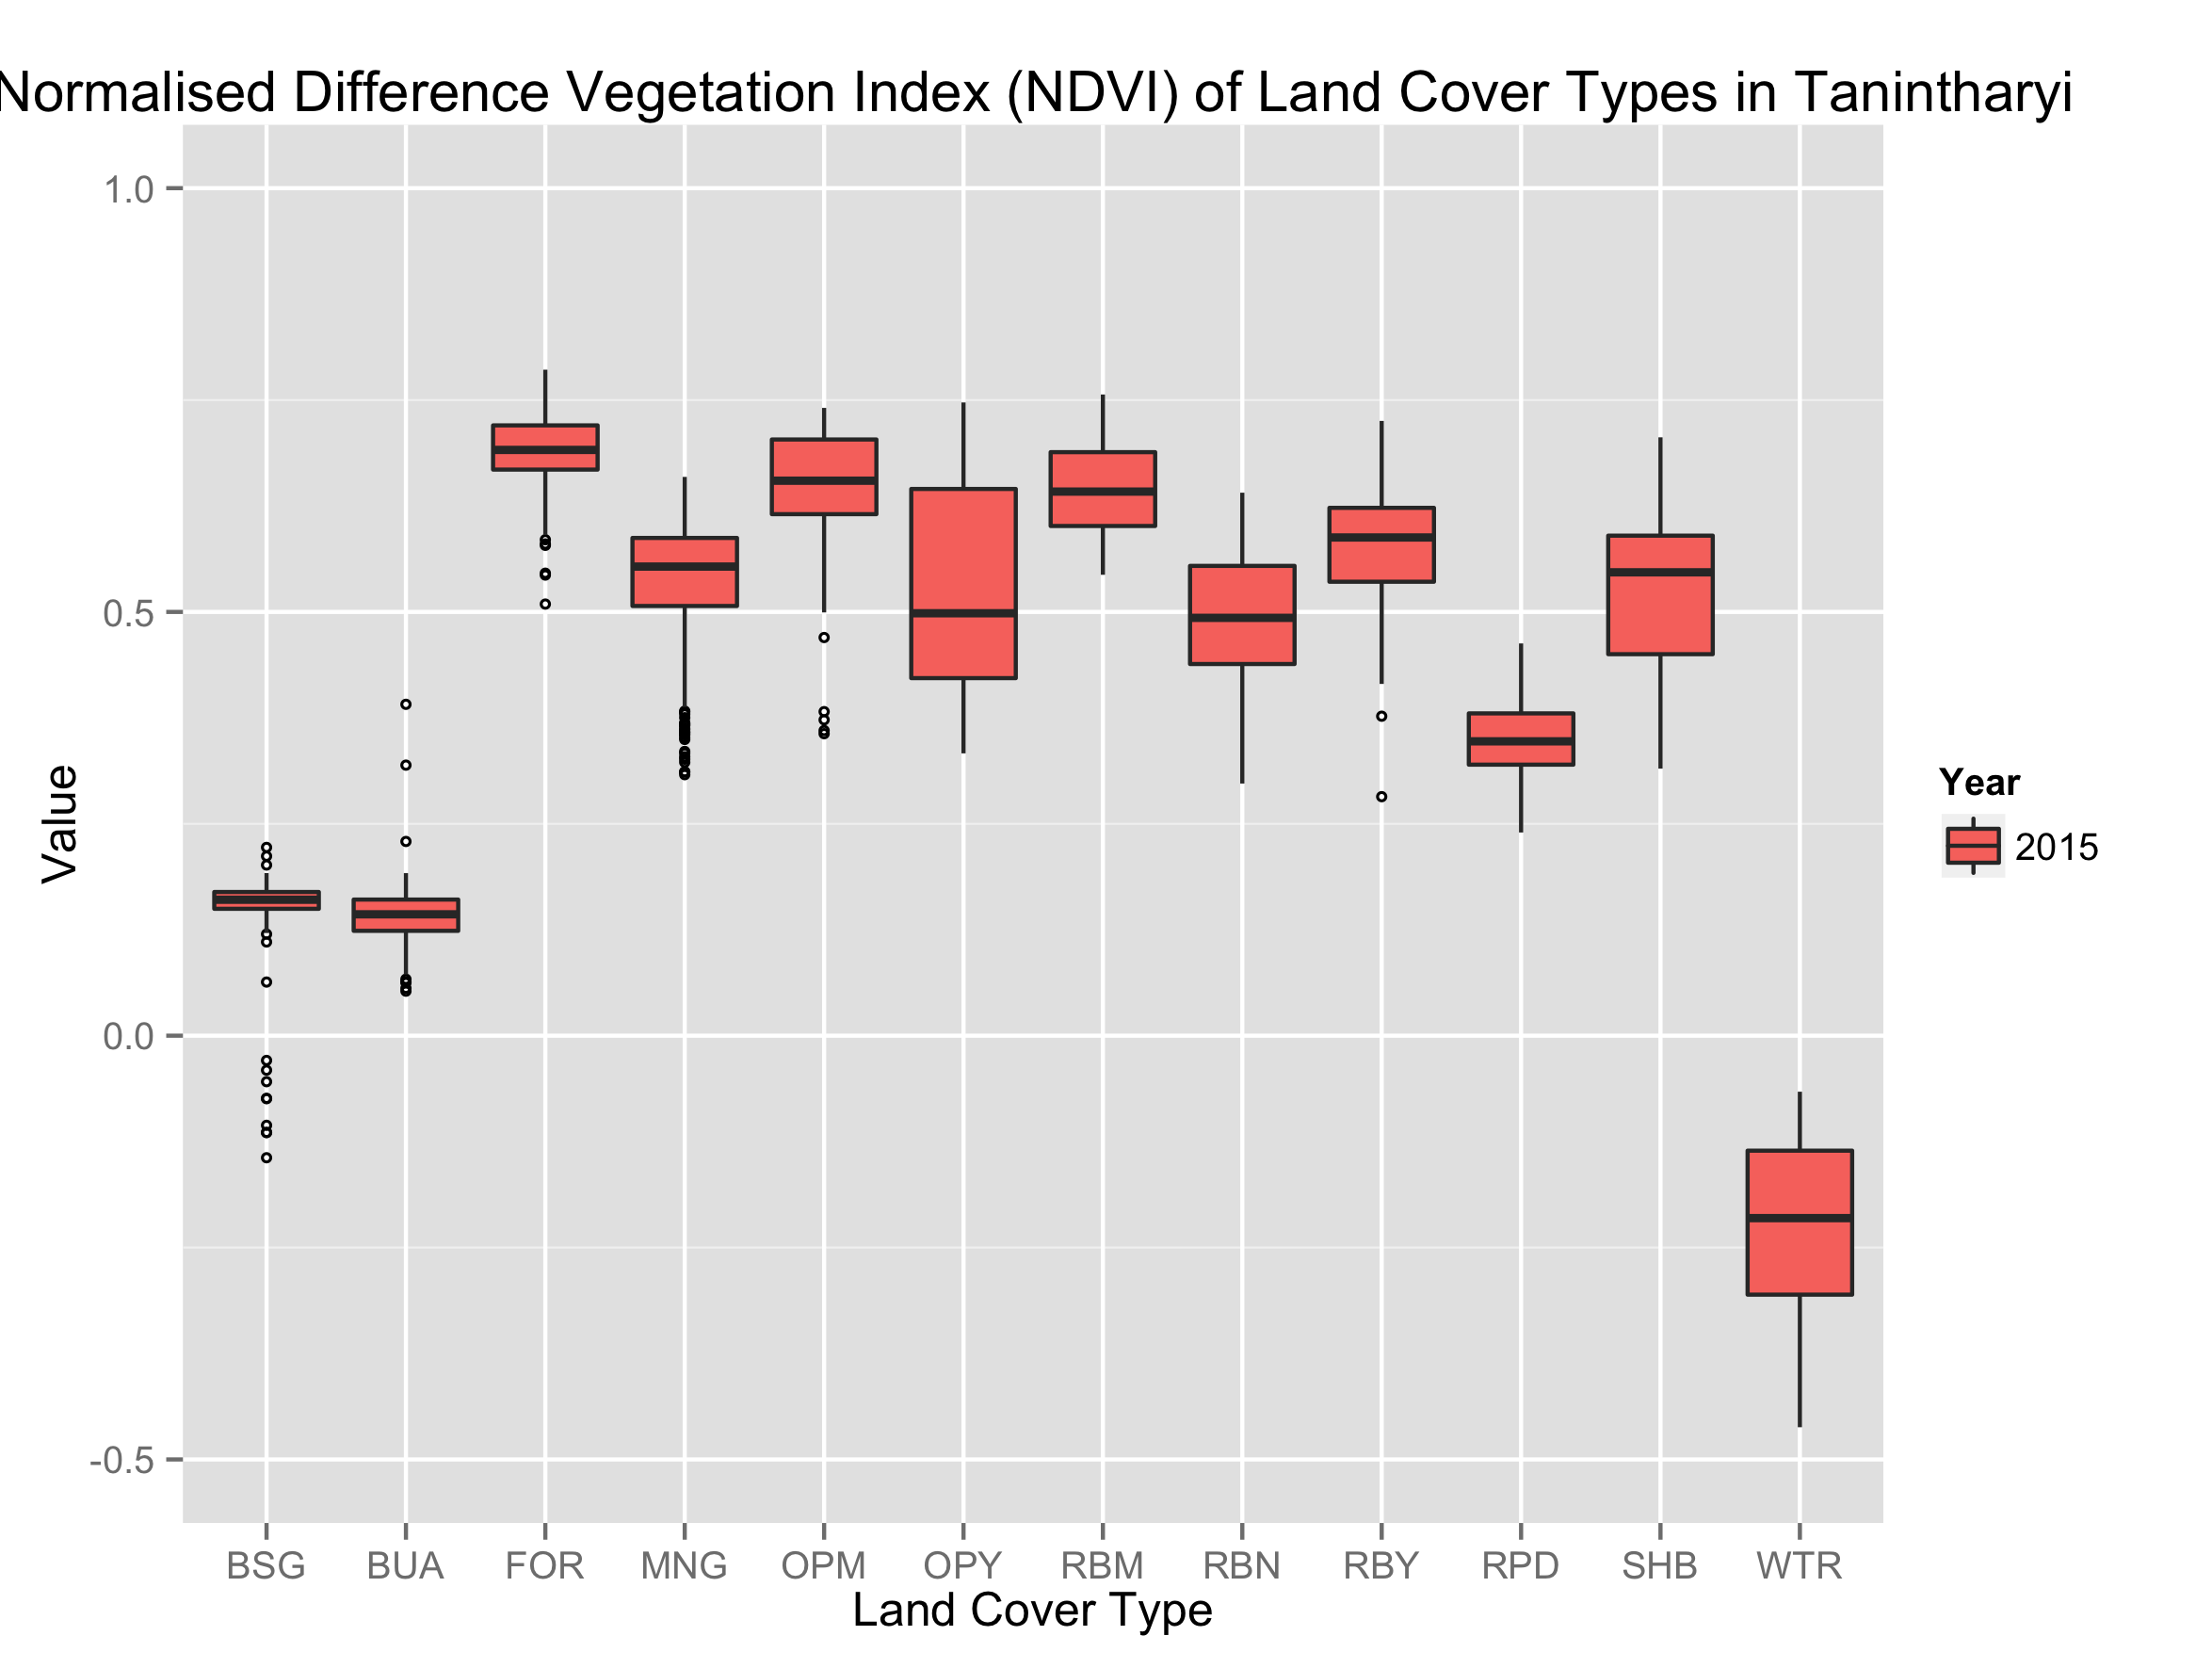 Normalised Difference Vegetation Index (NDVI) of Land Cover Types in Tanintharyi
1.0
0.5
0.0
-0.5
Value
BSG BUA FOR MNG OPM OPY RBM RBN RBY RPD SHB WTR
Land Cover Type
Year
2015